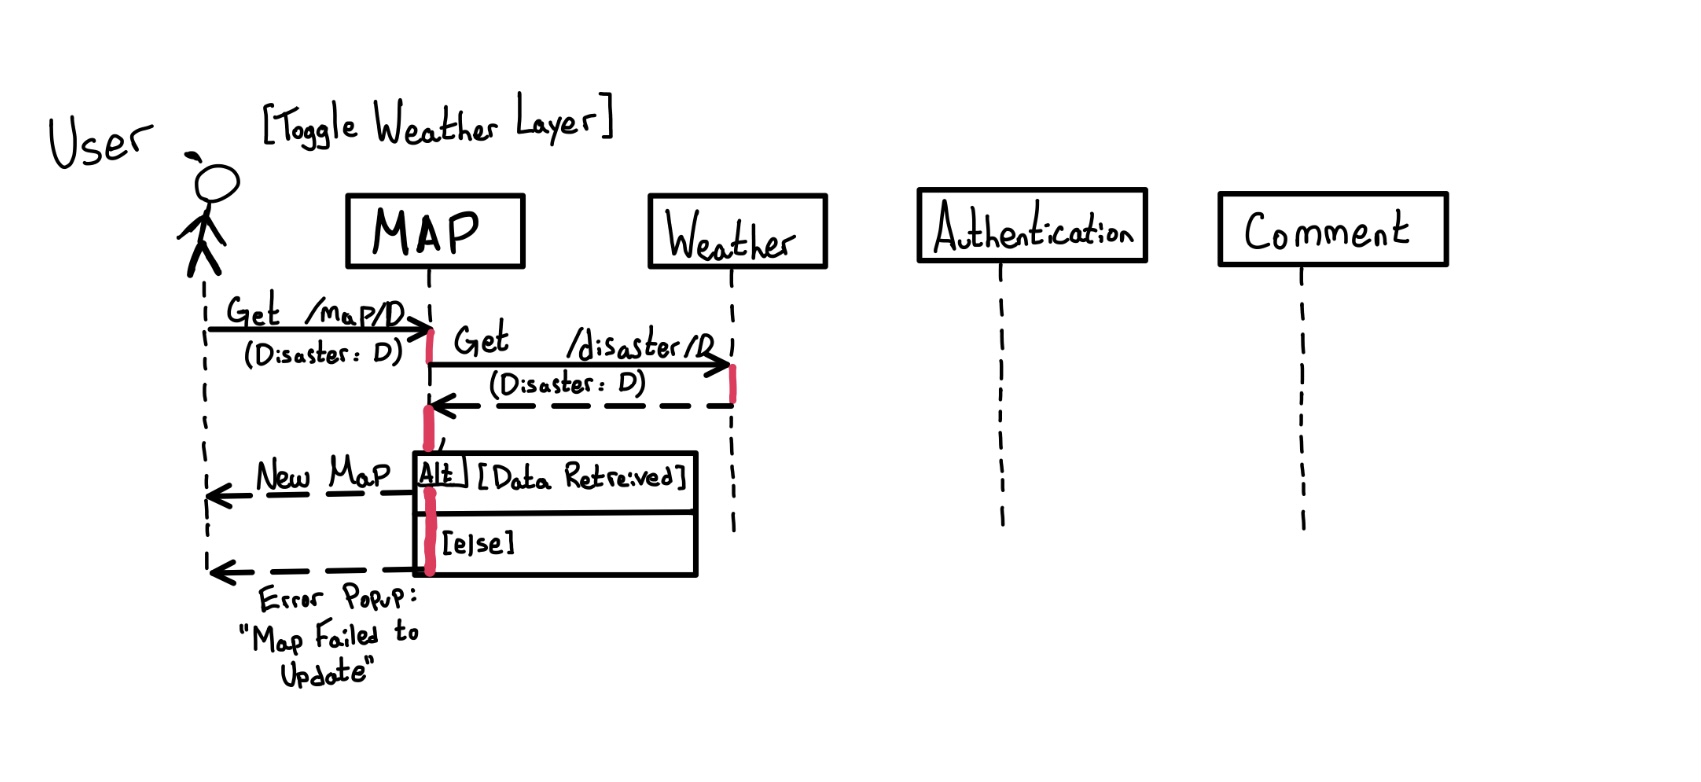 User
[Toggle Weather Layer]
MAP
Weather
Authentication
Comment
Get /map/D
(Disaster: D)
Get /disaster/D
(Disaster: D)
Alt [Data Retreived]
New Map
[else]
Error Popup:
"Map Failed to
Update"